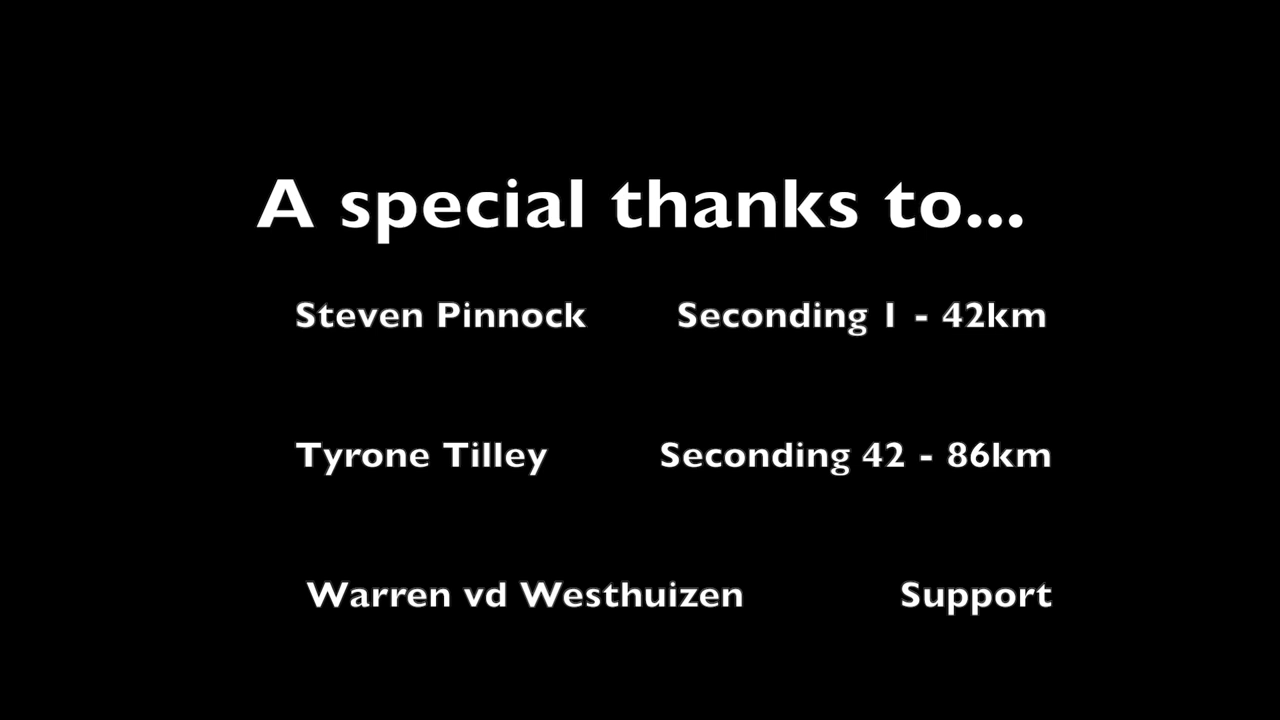 A special thanks to...
Steven Pinnock Seconding 1 - 42km
Tyrone Tilley Seconding 42 - 86km
Warren vd Westhuizen Support